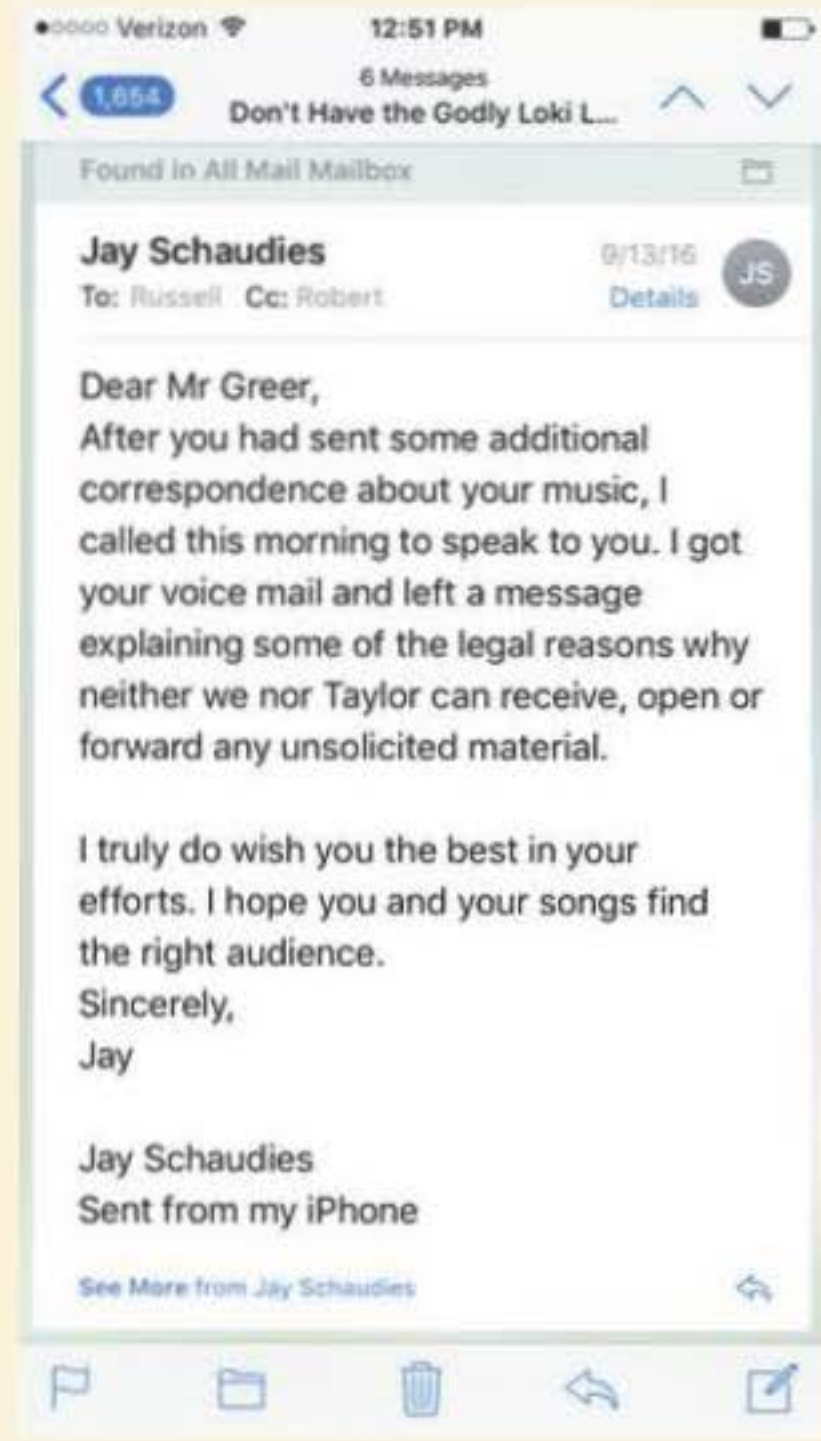 Verizon 12:51 PM
1,654
6 Messages
Don't Have the Godly Loki L...
Found in All Mail Mailbox
Jay Schaudies 9/13/16 JS
To: Russell Cc: Robert Details
Dear Mr Greer,
After you had sent some additional
correspondence about your music, I
called this morning to speak to you. I got
your voice mail and left a message
explaining some of the legal reasons why
neither we nor Taylor can receive, open or
forward any unsolicited material.
I truly do wish you the best in your
efforts. I hope you and your songs find
the right audience.
Sincerely,
Jay
Jay Schaudies
Sent from my iPhone
See More from Jay Schaudies